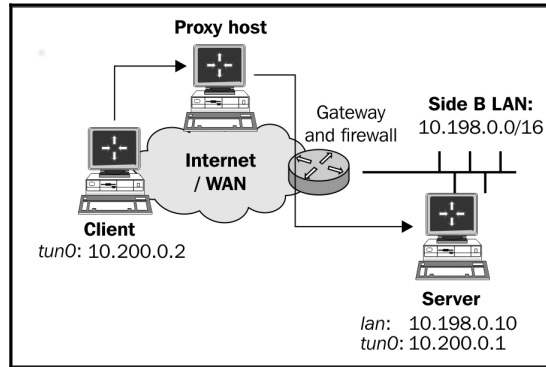 Proxy host
Gateway
and firewall
Side B LAN:
10.198.0.0/16
Internet
/ WAN
Client
tun0: 10.200.0.2
Server
lan: 10.198.0.10
tun0: 10.200.0.1